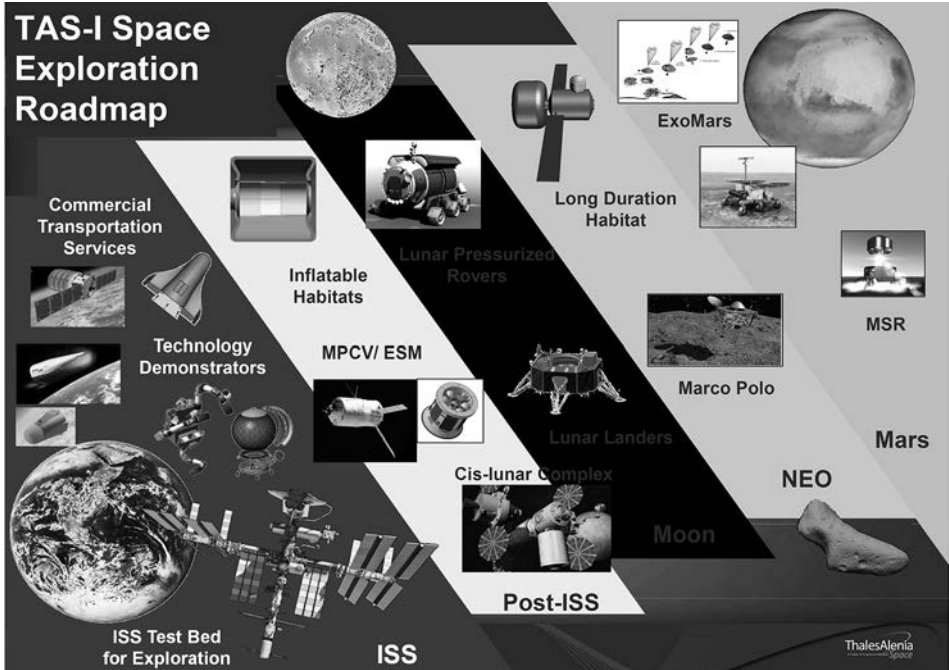 TAS-I Space
Exploration
Roadmap
Commercial
Transportation
Services
Technology
Demonstrators
ISS Test Bed
for Exploration
ISS
Inflatable
Habitats
MPCV/ ESM
Cis-lunar Complex
Post-ISS
Lunar Pressurized
Rovers
Lunar Landers
Moon
Long Duration
Habitat
Marco Polo
NEO
ExoMars
MSR
Mars
ThalesAlenia
Space